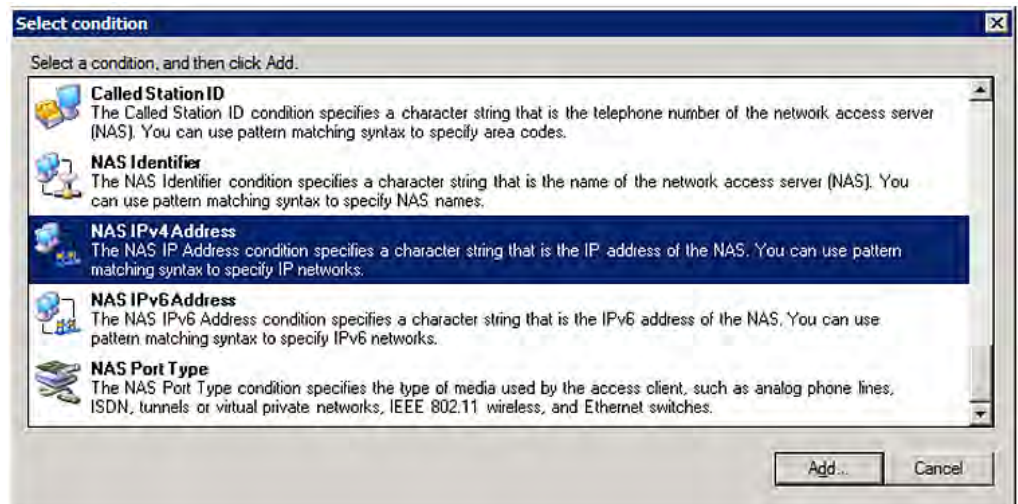 Select condition
Select a condition, and then click Add.
Called Station ID
The Called Station ID condition specifies a character string that is the telephone number of the network access server
(NAS). You can use pattern matching syntax to specify area codes.
NAS Identifier
The NAS Identifier condition specifies a character string that is the name of the network access server (NAS). You
can use pattern matching syntax to specify NAS names.
NAS IPv4 Address
The NAS IP Address condition specifies a character string that is the IP address of the NAS. You can use pattern
matching syntax to specify IP networks.
NAS IPv6 Address
The NAS IPv6 Address condition specifies a character string that is the IPv6 address of the NAS. You can use
pattern matching syntax to specify IPv6 networks.
NAS Port Type
The NAS Port Type condition specifies the type of media used by the access client, such as analog phone lines,
ISDN, tunnels or virtual private networks, IEEE 802.11 wireless, and Ethernet switches.
Add... Cancel